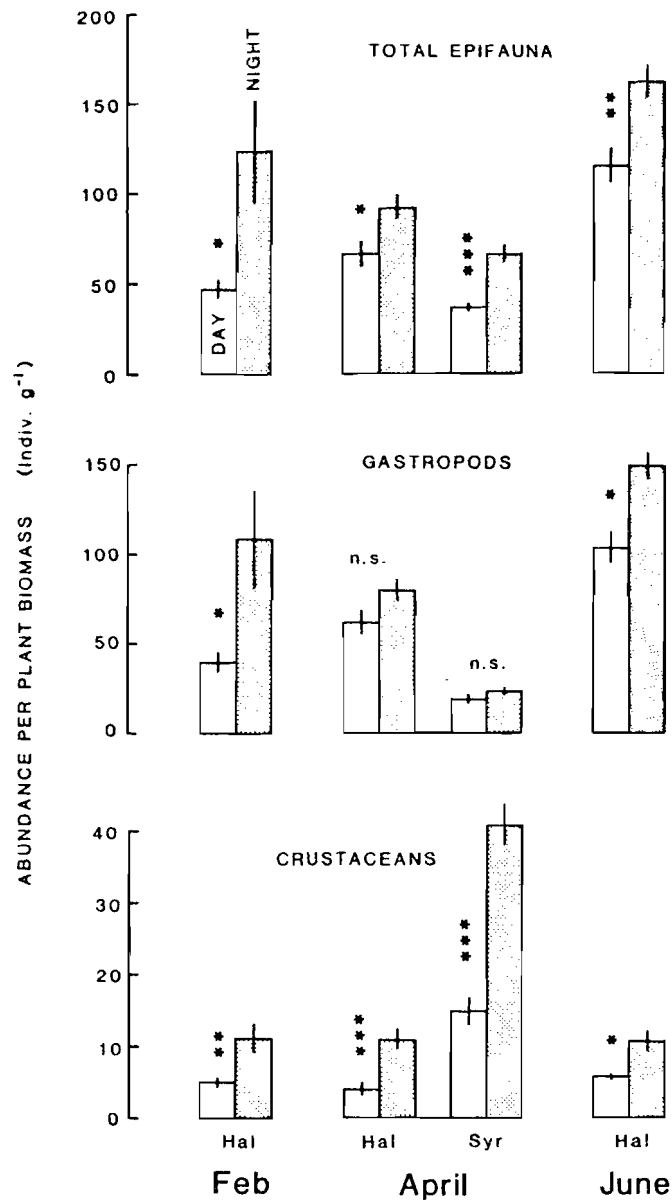 ABUNDANCE PER PLANT BIOMASS (Indiv. g⁻¹)
TOTAL EPIFAUNA
200
150
100
50
0
*
DAY
NIGHT
*
***
**
GASTROPODS
150
100
50
0
*
n.s.
n.s.
*
CRUSTACEANS
40
30
20
10
0
**
***
***
*
Hal Hal Syr Hal
Feb April June